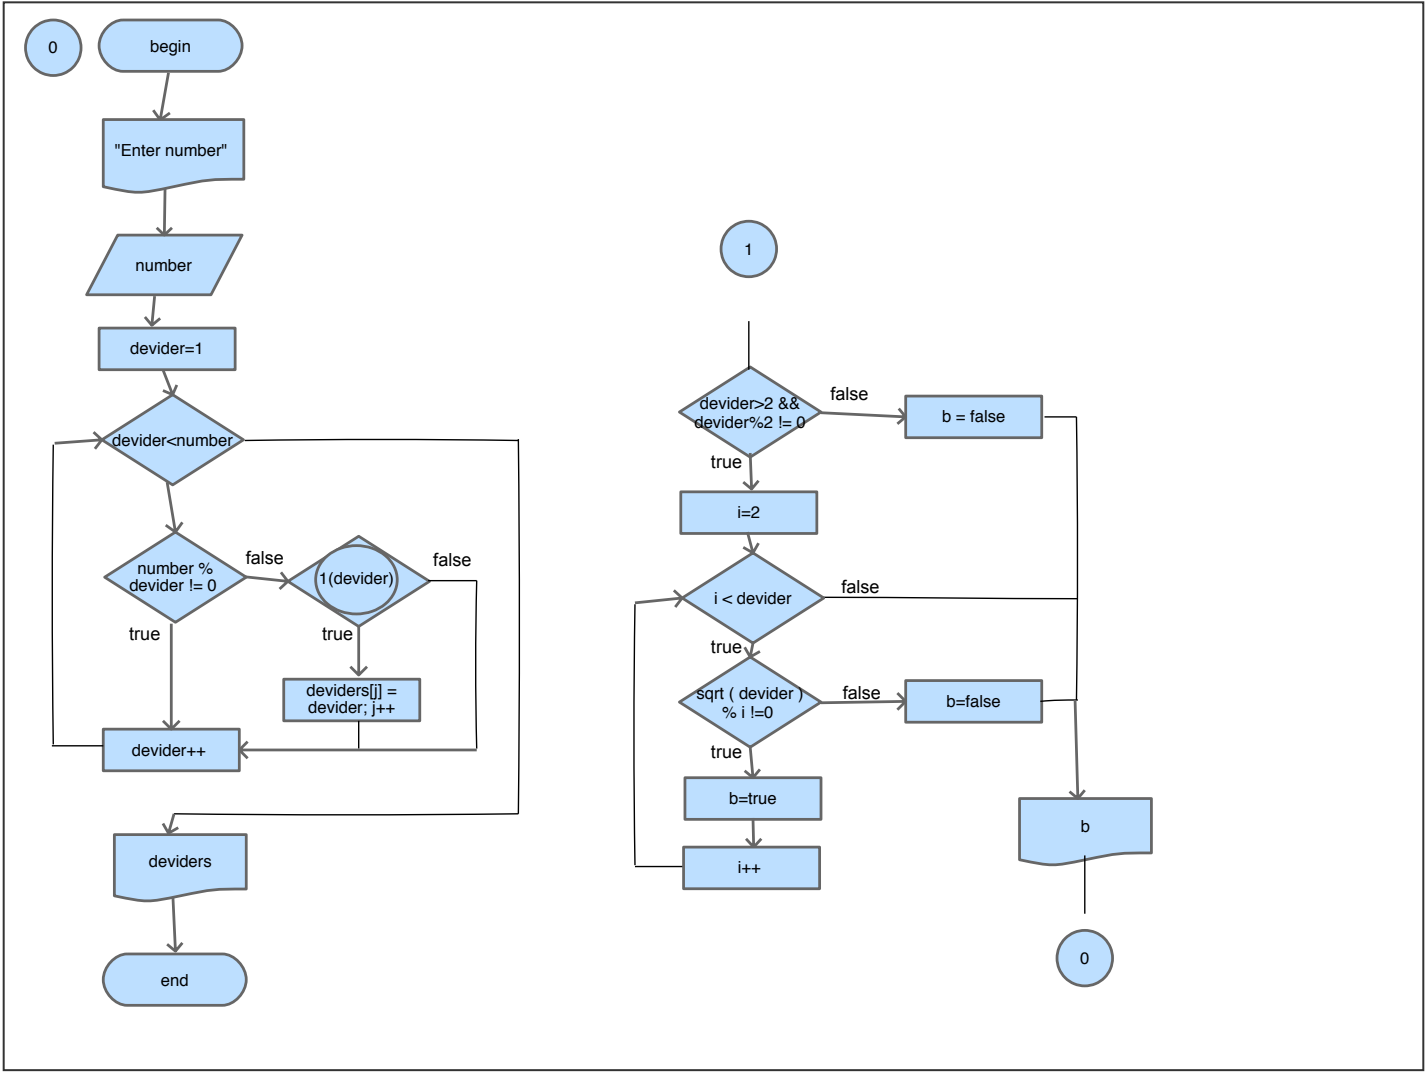 0
begin
"Enter number"
number
devider=1
devider<number
number %
devider != 0
false
1(devider)
false
true
true
deviders[j] =
devider; j++
devider++
deviders
end
1
devider>2 &&
devider%2 != 0
false
b = false
true
i=2
i < devider
false
true
sqrt ( devider )
% i !=0
false
b=false
true
b=true
i++
b
0